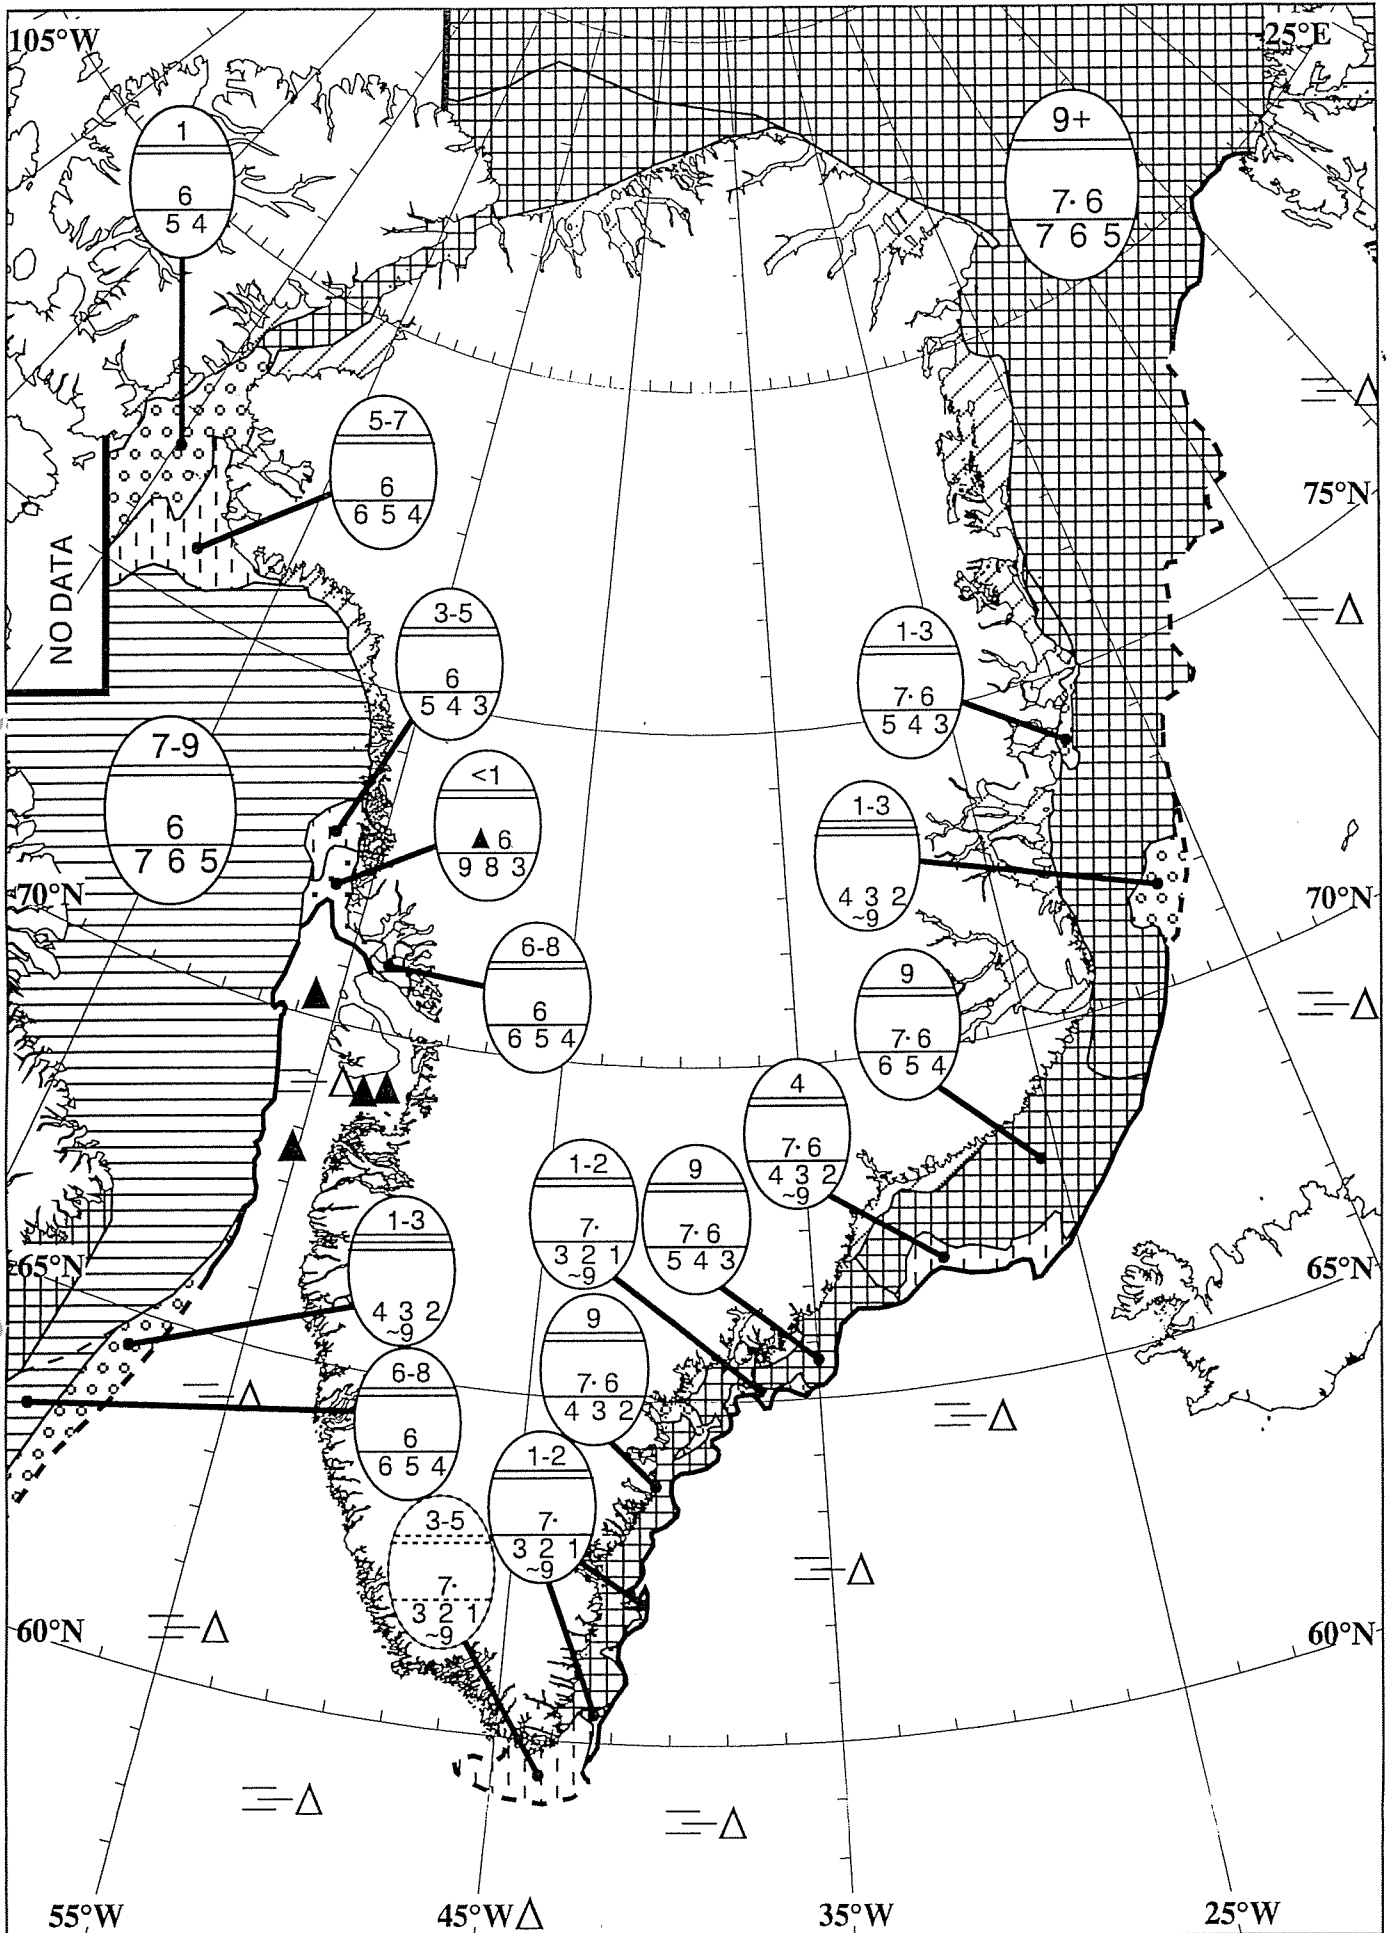 105°W
25°E
1
6
5 4
9+
7· 6
7 6 5
5-7
6
6 5 4
75°N
NO DATA
3-5
6
5 4 3
1-3
7· 6
5 4 3
7-9
6
7 6 5
<1
▲ 6
9 8 3
1-3
4 3 2
~9
70°N
70°N
6-8
6
6 5 4
9
7· 6
6 5 4
4
7· 6
4 3 2
~9
1-2
7·
3 2 1
~9
9
7· 6
5 4 3
1-3
4 3 2
~9
65°N
65°N
9
7· 6
4 3 2
6-8
6
6 5 4
1-2
7·
3 2 1
~9
3-5
7·
3 2 1
~9
60°N
60°N
55°W
45°W
35°W
25°W